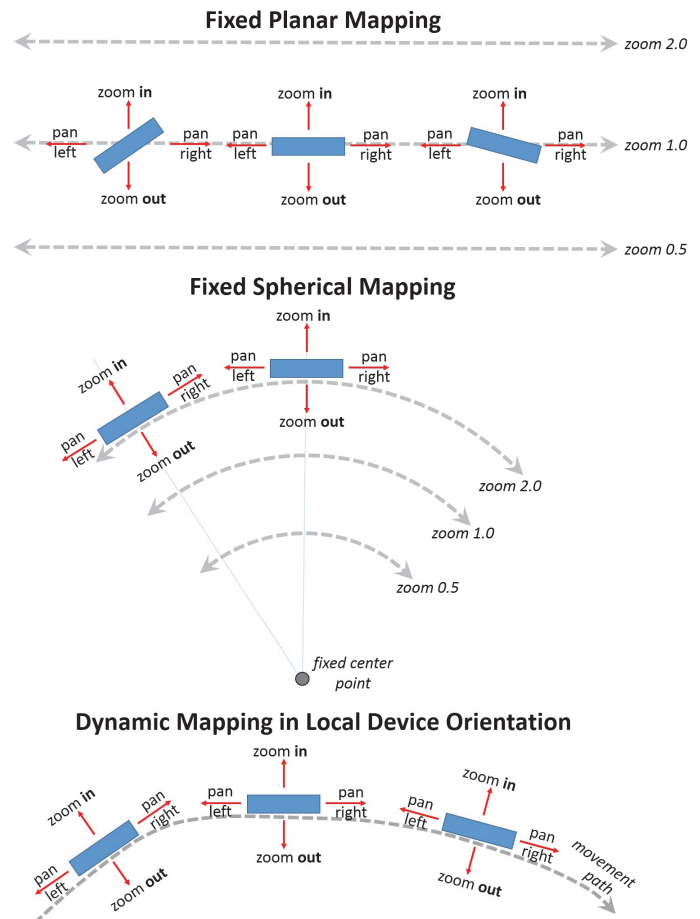 Fixed Planar Mapping
zoom 2.0
zoom in
zoom in
zoom in
pan left
pan right
pan left
pan right
pan left
pan right
zoom 1.0
zoom out
zoom out
zoom out
zoom 0.5
Fixed Spherical Mapping
zoom in
zoom in
pan left
pan right
pan right
pan left
zoom out
zoom out
zoom 2.0
zoom 1.0
zoom 0.5
fixed center
point
Dynamic Mapping in Local Device Orientation
zoom in
zoom in
zoom in
pan right
pan left
pan right
pan left
pan right
pan left
zoom out
zoom out
zoom out
movement
path